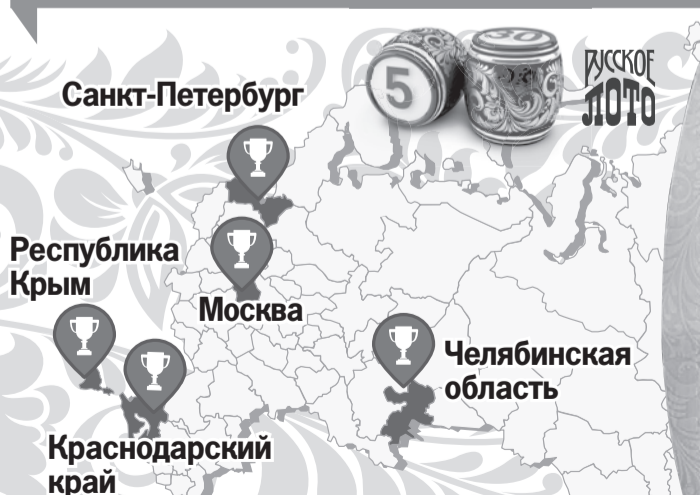 Санкт-Петербург
5
30
РУССКОЕ
ЛОТО
Республика
Крым
Москва
Челябинская
область
Краснодарский
край